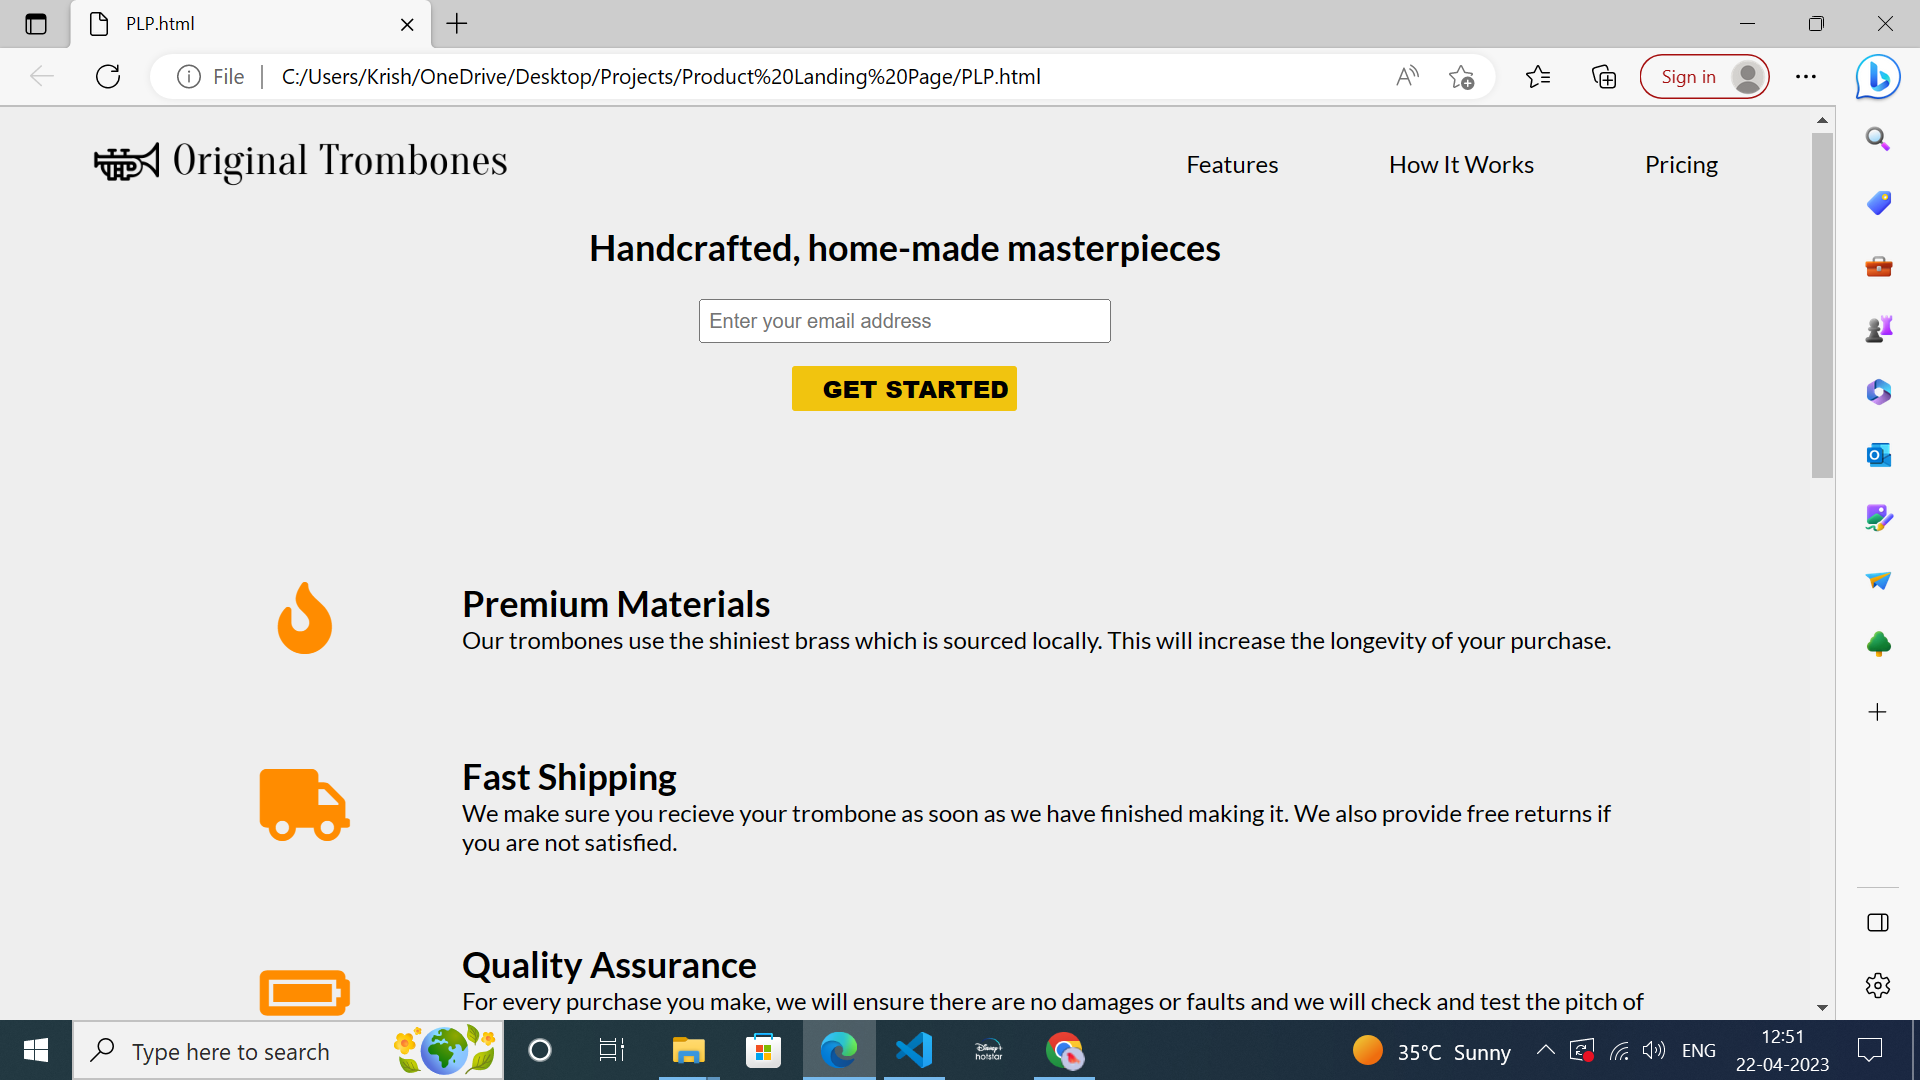 PLP.html
File
C:/Users/Krish/OneDrive/Desktop/Projects/Product%20Landing%20Page/PLP.html
Sign in
Original Trombones
Features
How It Works
Pricing
Handcrafted, home-made masterpieces
Enter your email address
GET STARTED
Premium Materials
Our trombones use the shiniest brass which is sourced locally. This will increase the longevity of your purchase.
Fast Shipping
We make sure you recieve your trombone as soon as we have finished making it. We also provide free returns if
you are not satisfied.
Quality Assurance
For every purchase you make, we will ensure there are no damages or faults and we will check and test the pitch of
Type here to search
Disney+
hotstar
35°C Sunny
ENG
12:51
22-04-2023